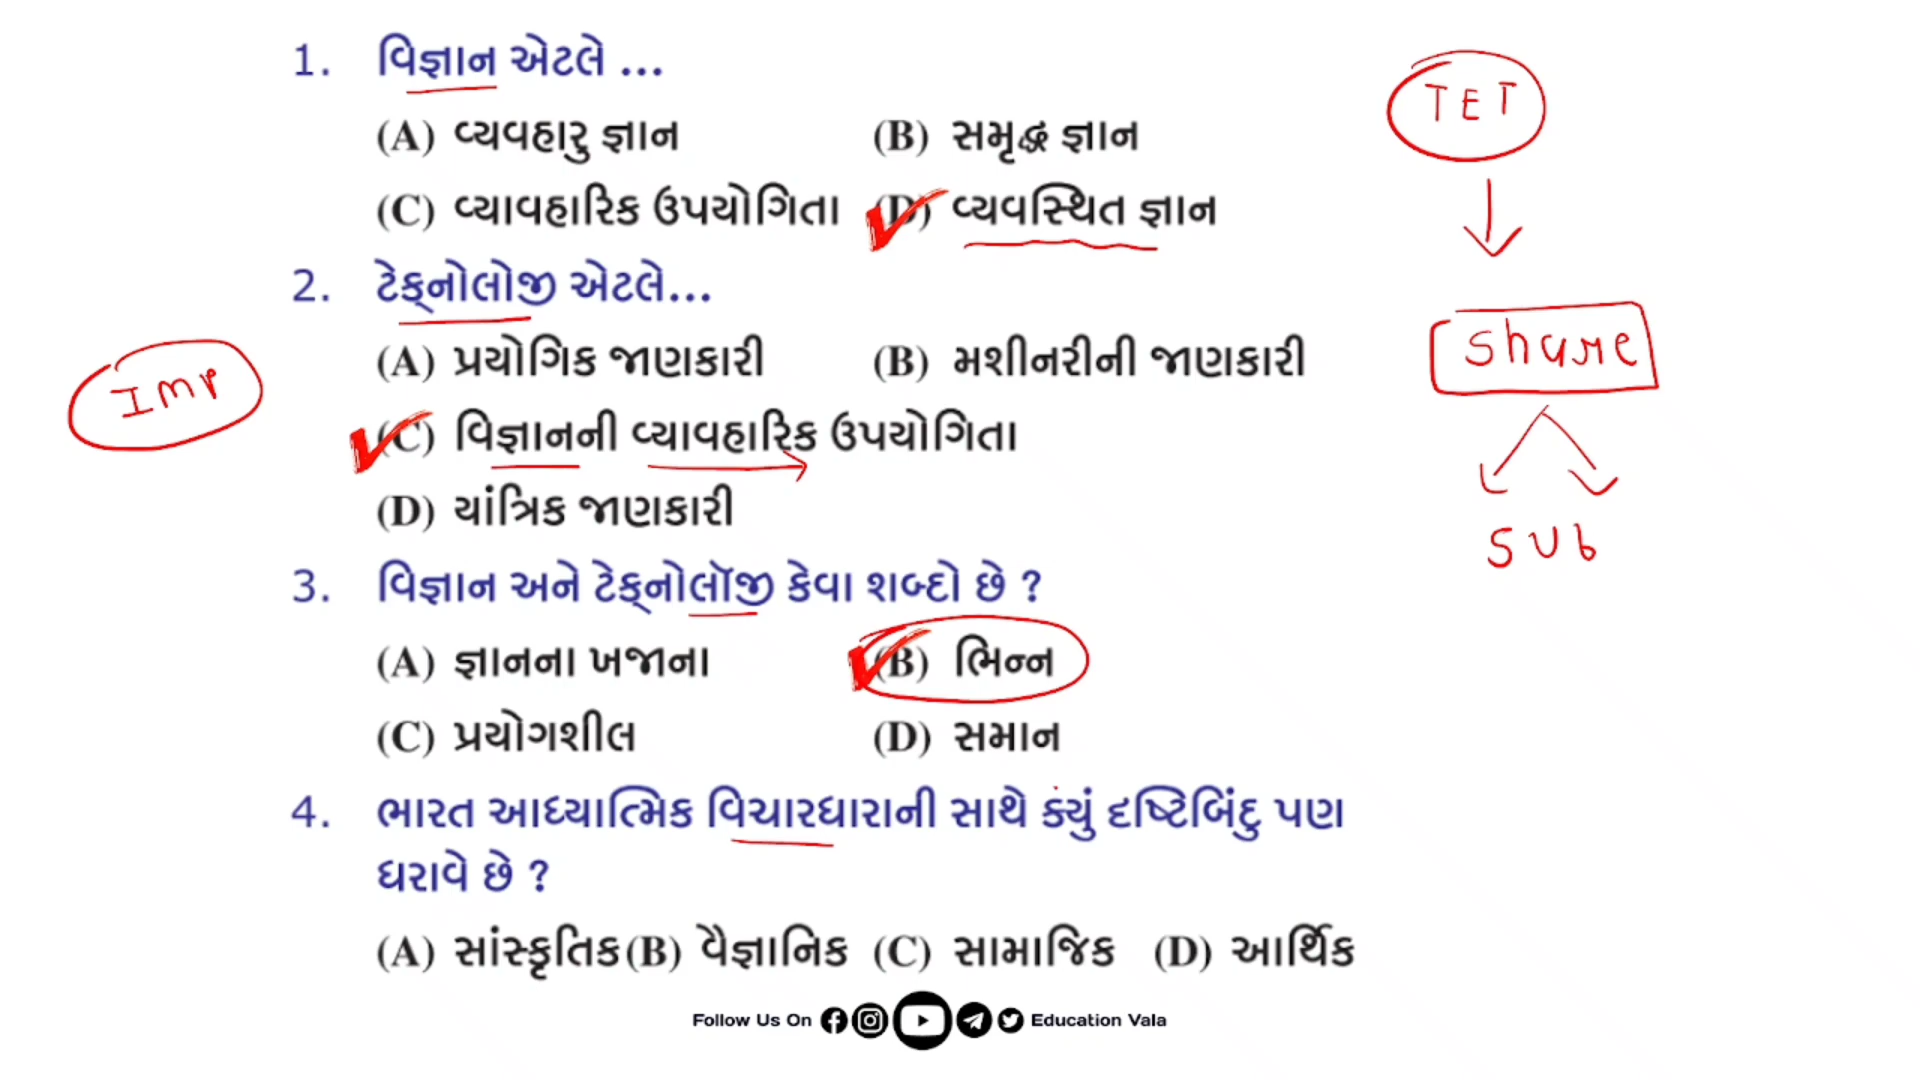 1. વિજ્ઞાન એટલે ...
(A) વ્યવહારુ જ્ઞાન (B) સમૃદ્ધ જ્ઞાન
(C) વ્યાવહારિક ઉપયોગિતા (D) વ્યવસ્થિત જ્ઞાન
2. ટેક્નોલોજી એટલે...
(A) પ્રયોગિક જાણકારી (B) મશીનરીની જાણકારી
(C) વિજ્ઞાનની વ્યાવહારિક ઉપયોગિતા
(D) યાંત્રિક જાણકારી
3. વિજ્ઞાન અને ટેક્નોલૉજી કેવા શબ્દો છે ?
(A) જ્ઞાનના ખજાના (B) ભિન્ન
(C) પ્રયોગશીલ (D) સમાન
4. ભારત આધ્યાત્મિક વિચારધારાની સાથે ક્યું દૃષ્ટિબિંદુ પણ
ધરાવે છે ?
(A) સાંસ્કૃતિક (B) વૈજ્ઞાનિક (C) સામાજિક (D) આર્થિક
TET
Share
SUb
Imp
Follow Us On Education Vala